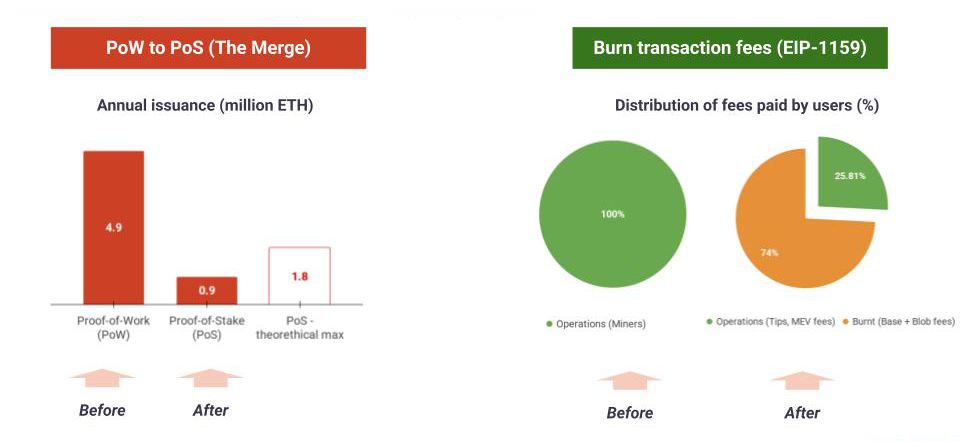 PoW to PoS (The Merge)
Annual issuance (million ETH)
4.9
0.9
1.8
Proof-of-Work
(PoW)
Proof-of-Stake
(PoS)
PoS -
theorethical max
Before
After
Burn transaction fees (EIP-1159)
Distribution of fees paid by users (%)
100%
25.81%
74%
Operations (Miners)
Operations (Tips, MEV fees)
Burnt (Base + Blob fees)
Before
After